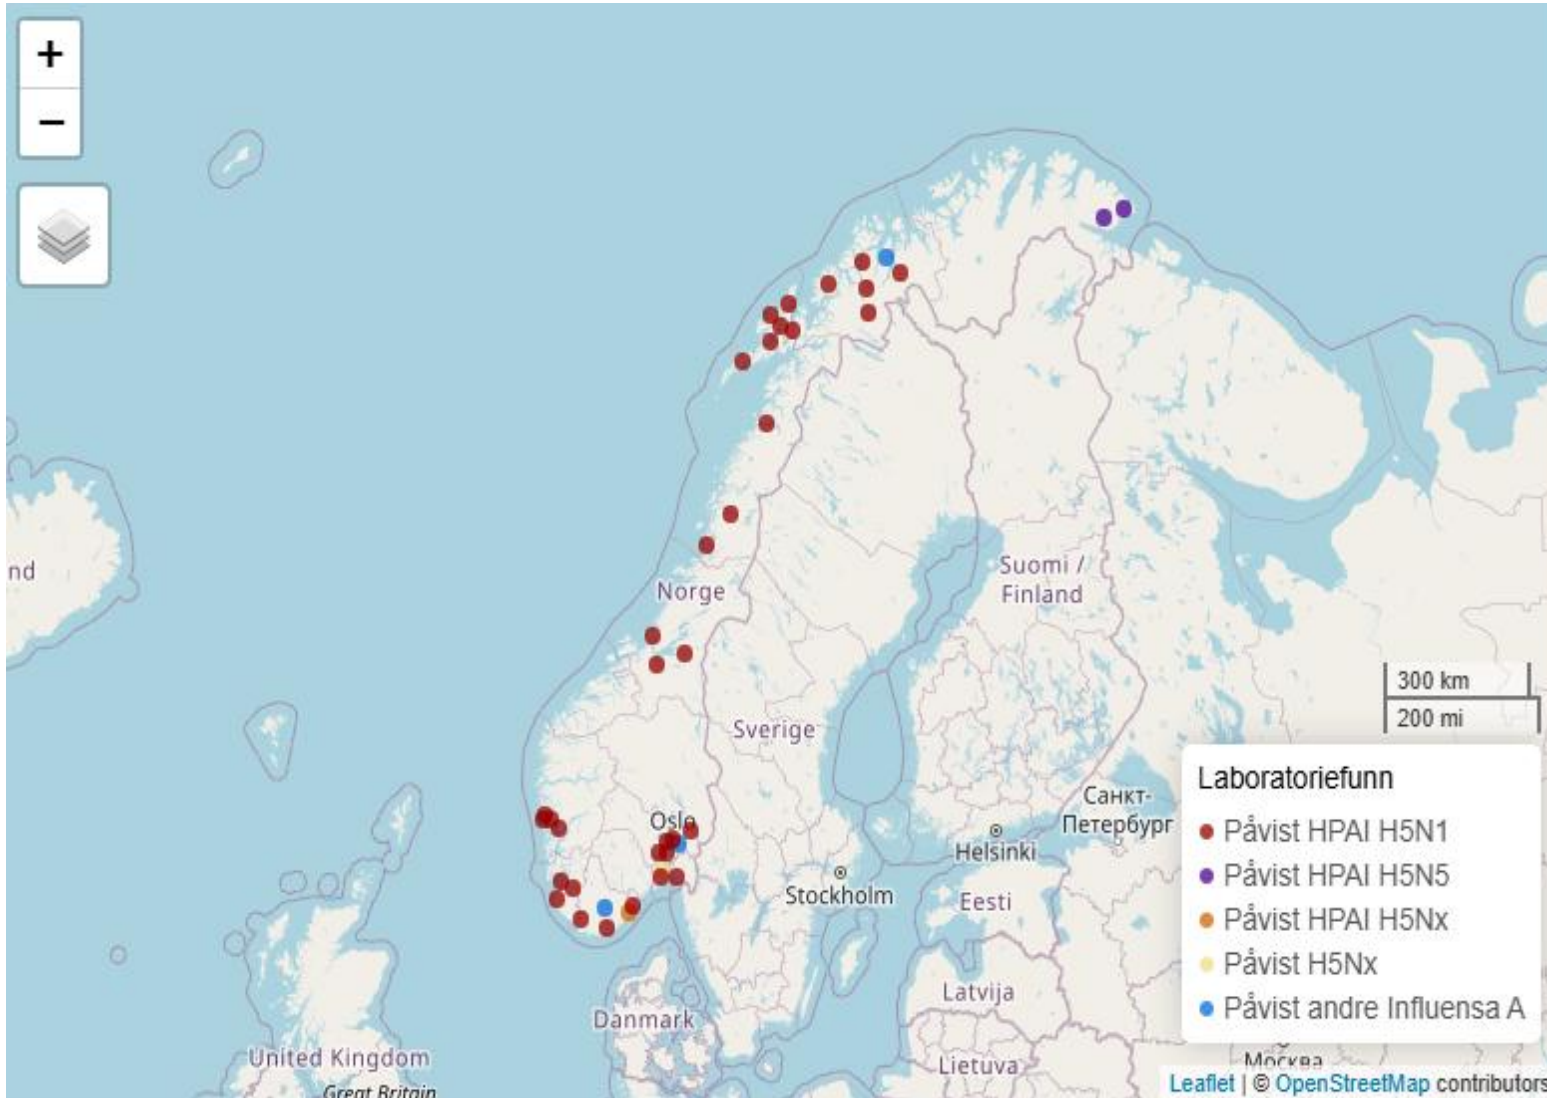 +
−
nd
Norge
Suomi /
Finland
300 km
200 mi
Sverige
Laboratoriefunn
Påvist HPAI H5N1
Påvist HPAI H5N5
Påvist HPAI H5Nx
Påvist H5Nx
Påvist andre Influensa A
Санкт-
Петербург
Oslo
Helsinki
Stockholm
Eesti
Latvija
Danmark
United Kingdom
Great Britain
Lietuva
Москва
Leaflet | © OpenStreetMap contributors